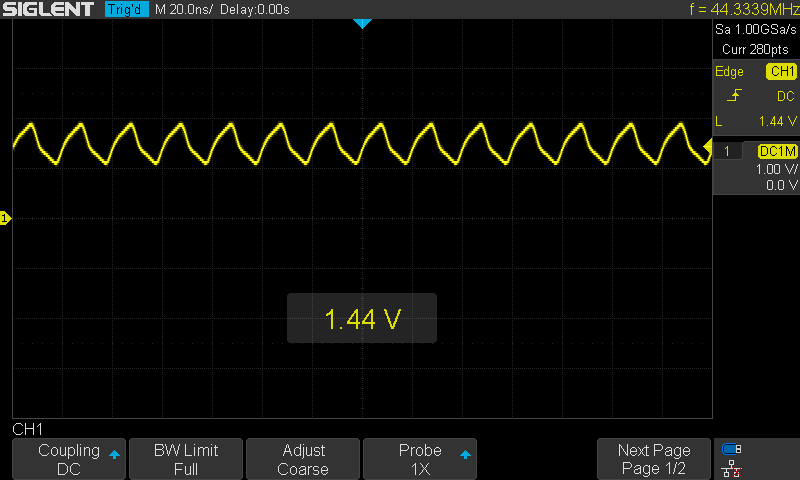 SIGLENT Trig'd M 20.0ns/ Delay:0.00s f = 44.3339MHz
Sa 1.00GSa/s
Curr 280pts
Edge CH1
DC
L 1.44 V
1 DC1M
1.00 V/
0.0 V
1
1.44 V
CH1
Coupling DC
BW Limit Full
Adjust Coarse
Probe 1X
Next Page Page 1/2